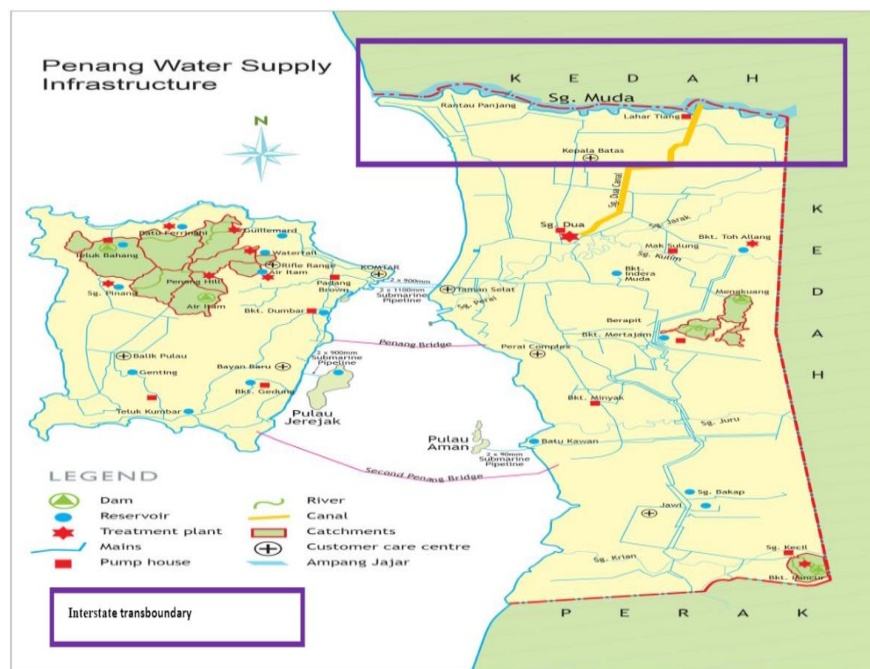 Penang Water Supply
Infrastructure
N
K E D A H
Sg. Muda
Rantau Panjang
Lahar Tiang
Kepala Batas
Sg. Dua Canal
Sg. Dua
Sg. Jarak
Mak Sulung
Sg. Kulim
Bkt. Toh Allang
Bkt.
Indera
Muda
Mengkuang
K E D A H
Batu Ferringhi
Guillemard
Teluk Bahang
Waterfall
Rifle Range
Air Itam
Penang Hill
Sg. Pinang
Air Itam
Padang
Brown
KOMTAR
2 x 900mm
2 x 1100mm
Submarine
Pipeline
Taman Selat
Sg. Perai
Bkt. Dumbar
Penang Bridge
Berapit
Bkt. Mertajam
Perai Complex
Balik Pulau
Genting
Bayan Baru
2 x 900mm
Submarine
Pipeline
Bkt. Gedung
Teluk Kumbar
Pulau
Jerejak
Bkt. Minyak
Sg. Juru
Pulau
Aman
2 x 90mm
Submarine
Pipeline
Batu Kawan
Second Penang Bridge
Sg. Bakap
Jawi
Sg. Krian
Sg. Kecil
Bkt. Panchor
P E R A K
LEGEND
Dam
River
Reservoir
Canal
Treatment plant
Catchments
Mains
Customer care centre
Pump house
Ampang Jajar
Interstate transboundary